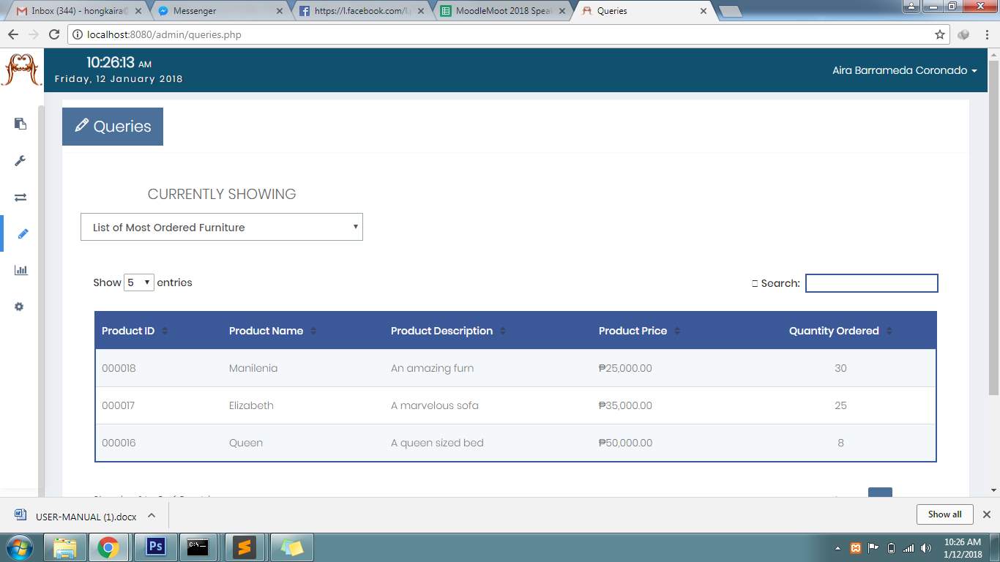 Inbox (344) - hongkaira@
Messenger
https://l.facebook.com/l.p
MoodleMoot 2018 Speak
Queries
localhost:8080/admin/queries.php
10:26:13 AM
Friday, 12 January 2018
Aira Barrameda Coronado
Queries
CURRENTLY SHOWING
List of Most Ordered Furniture
Show 5 entries
Search:
Product ID Product Name Product Description Product Price Quantity Ordered
000018 Manilenia An amazing furn ₱25,000.00 30
000017 Elizabeth A marvelous sofa ₱35,000.00 25
000016 Queen A queen sized bed ₱50,000.00 8
USER-MANUAL (1).docx
Show all
Ps
C:\-
10:26 AM
1/12/2018